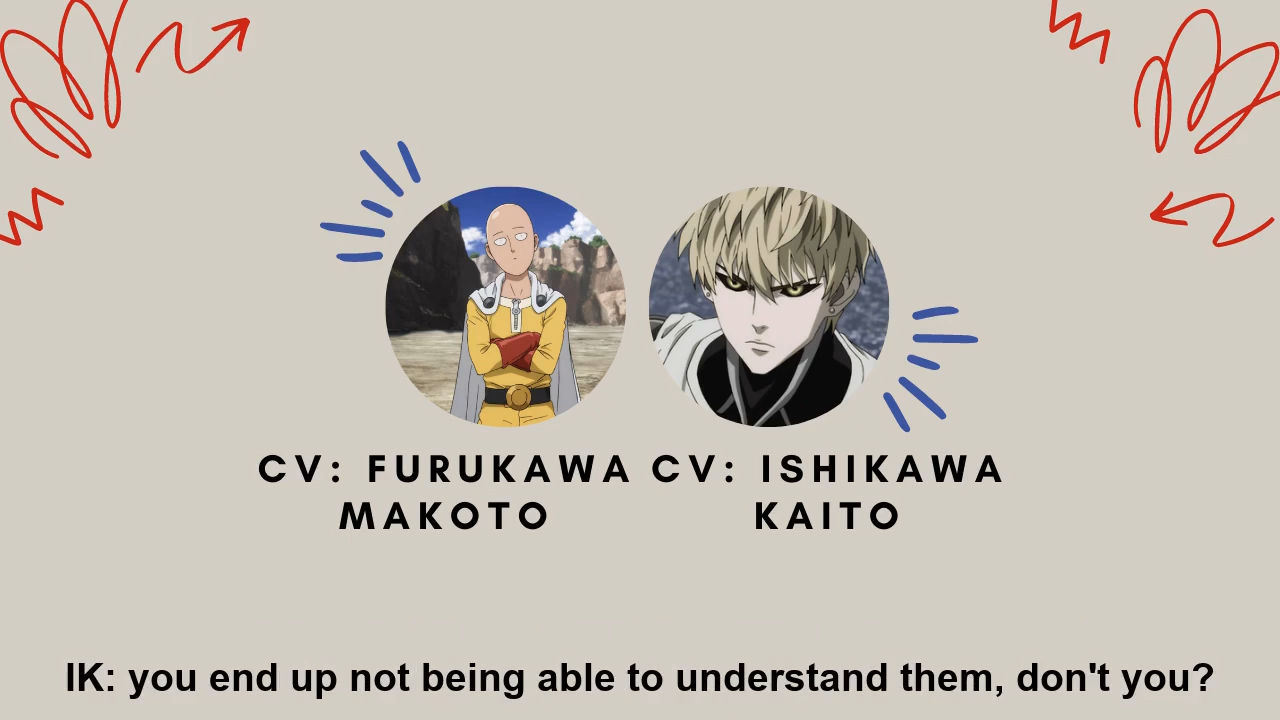 CV: FURUKAWA
MAKOTO
CV: ISHIKAWA
KAITO
IK: you end up not being able to understand them, don't you?